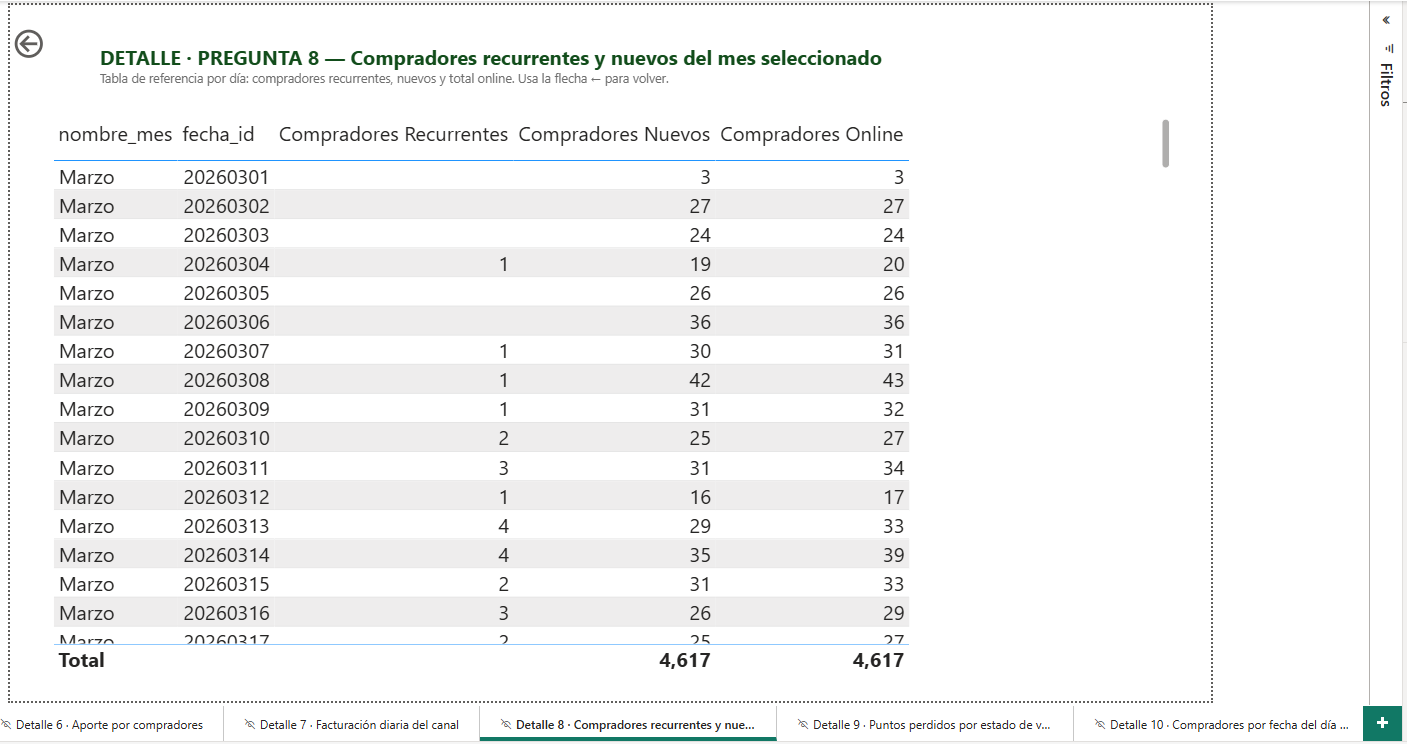 DETALLE · PREGUNTA 8 — Compradores recurrentes y nuevos del mes seleccionado
Tabla de referencia por día: compradores recurrentes, nuevos y total online. Usa la flecha ← para volver.
nombre_mes fecha_id Compradores Recurrentes Compradores Nuevos Compradores Online
Marzo 20260301 3 3
Marzo 20260302 27 27
Marzo 20260303 24 24
Marzo 20260304 1 19 20
Marzo 20260305 26 26
Marzo 20260306 36 36
Marzo 20260307 1 30 31
Marzo 20260308 1 42 43
Marzo 20260309 1 31 32
Marzo 20260310 2 25 27
Marzo 20260311 3 31 34
Marzo 20260312 1 16 17
Marzo 20260313 4 29 33
Marzo 20260314 4 35 39
Marzo 20260315 2 31 33
Marzo 20260316 3 26 29
Marzo 20260317 2 25 27
Total 4,617 4,617
Filtros
Detalle 6 · Aporte por compradores
Detalle 7 · Facturación diaria del canal
Detalle 8 · Compradores recurrentes y nue...
Detalle 9 · Puntos perdidos por estado de v...
Detalle 10 · Compradores por fecha del día ...